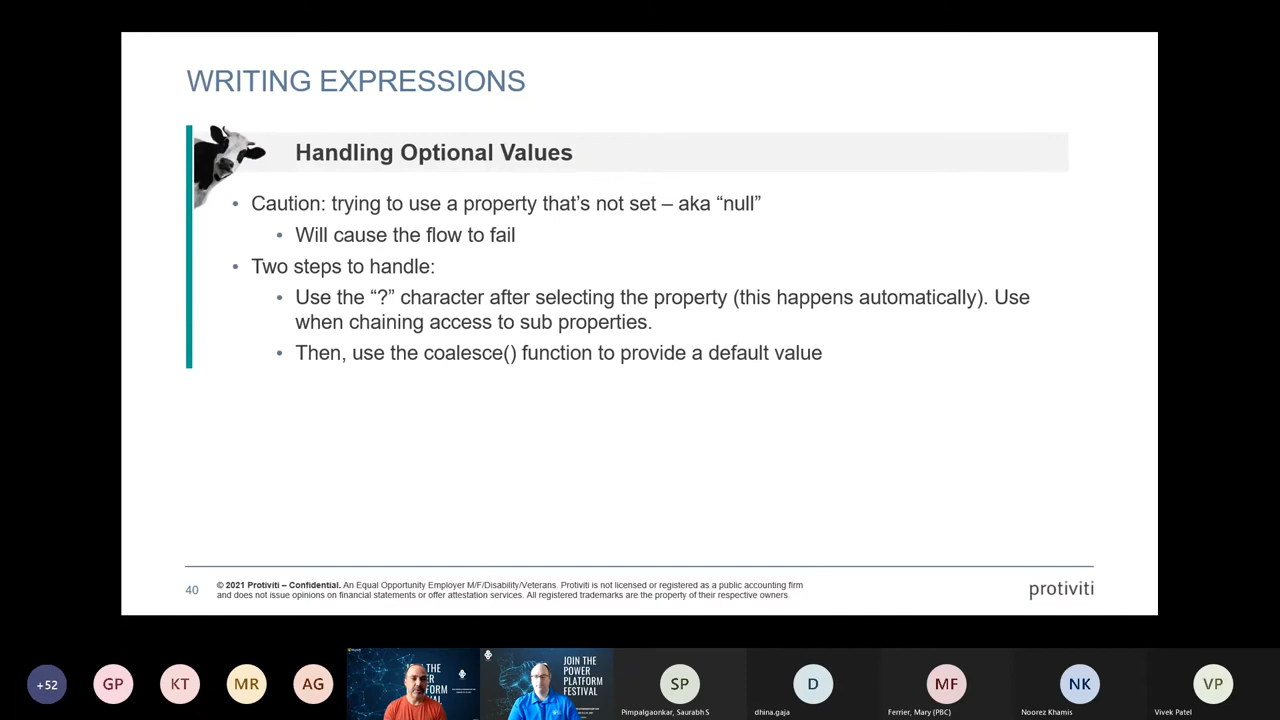 WRITING EXPRESSIONS
Handling Optional Values
• Caution: trying to use a property that’s not set – aka “null”
• Will cause the flow to fail
• Two steps to handle:
• Use the “?” character after selecting the property (this happens automatically). Use
when chaining access to sub properties.
• Then, use the coalesce() function to provide a default value
40
© 2021 Protiviti – Confidential. An Equal Opportunity Employer M/F/Disability/Veterans. Protiviti is not licensed or registered as a public accounting firm
and does not issue opinions on financial statements or offer attestation services. All registered trademarks are the property of their respective owners.
protiviti
+52
GP
KT
MR
AG
JOIN THE
POWER
PLATFORM
FESTIVAL
SP
D
MF
NK
VP
Pimpalgaonkar, Saurabh S
dhina.gaja
Ferrier, Mary (PBC)
Noorez Khamis
Vivek Patel